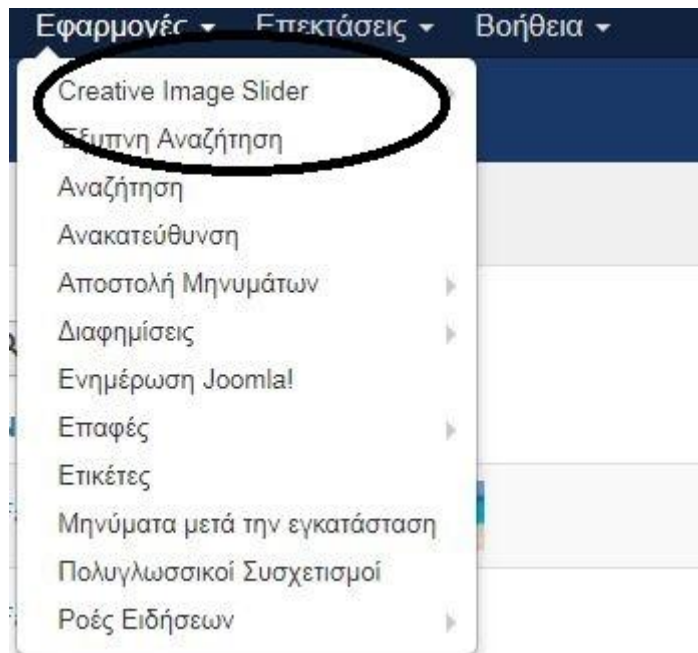 Εφαρμογές Επεκτάσεις Βοήθεια
Creative Image Slider
Έξυπνη Αναζήτηση
Αναζήτηση
Ανακατεύθυνση
Αποστολή Μηνυμάτων
Διαφημίσεις
Ενημέρωση Joomla!
Επαφές
Ετικέτες
Μηνύματα μετά την εγκατάσταση
Πολυγλωσσικοί Συσχετισμοί
Ροές Ειδήσεων